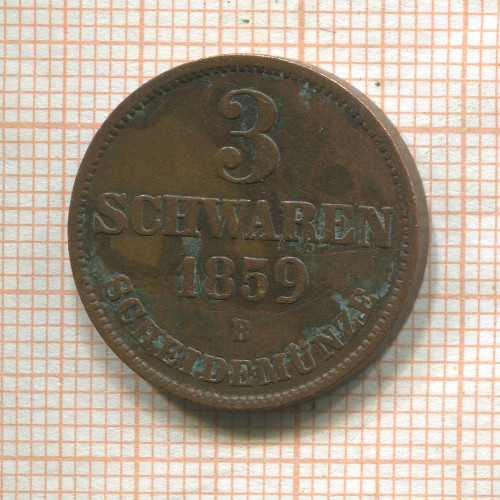 3
SCHWAREN
1859
B
SCHEIDEMÜNZE